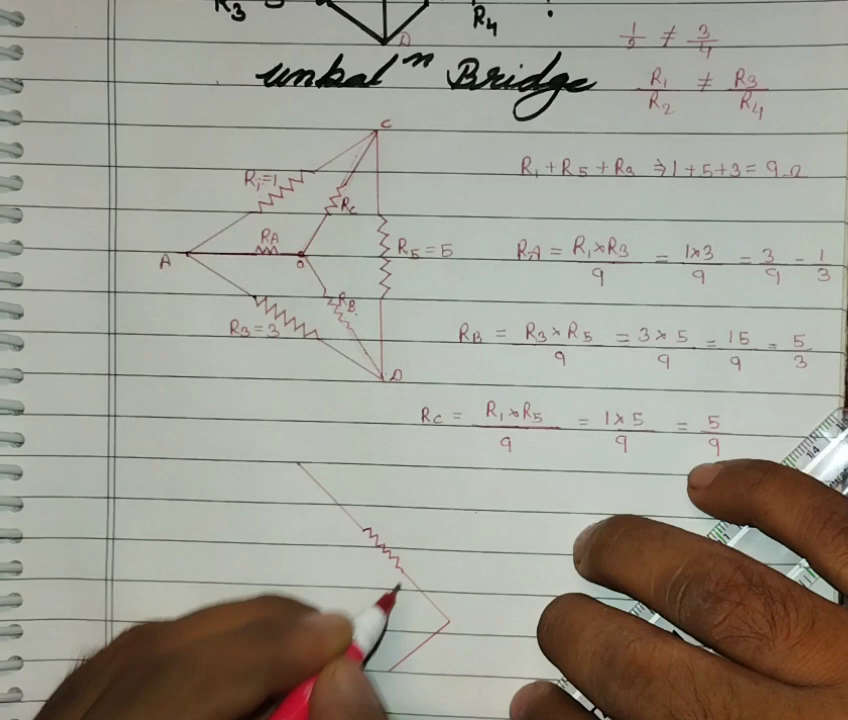 R3
R4
D
1/2 ≠ 3/4
unbalⁿ Bridge
R1/R2 ≠ R3/R4
C
R1 + R5 + R3 ⇒ 1 + 5 + 3 = 9 Ω
R1=1
RC
RA
A
O
R5 = 5
RA = R1×R3/9 = 1×3/9 = 3/9 = 1/3
RB
R3 = 3
RB = R3×R5/9 = 3×5/9 = 15/9 = 5/3
D
RC = R1×R5/9 = 1×5/9 = 5/9
14